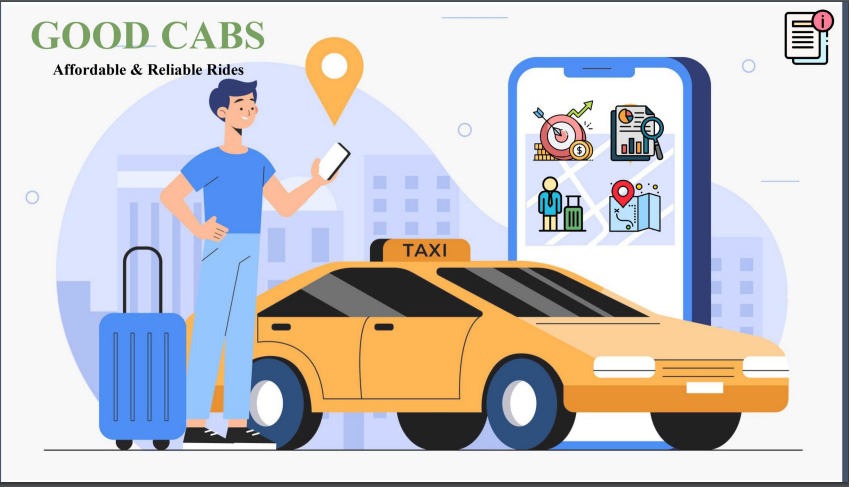 GOOD CABS
Affordable & Reliable Rides
i
$
TAXI